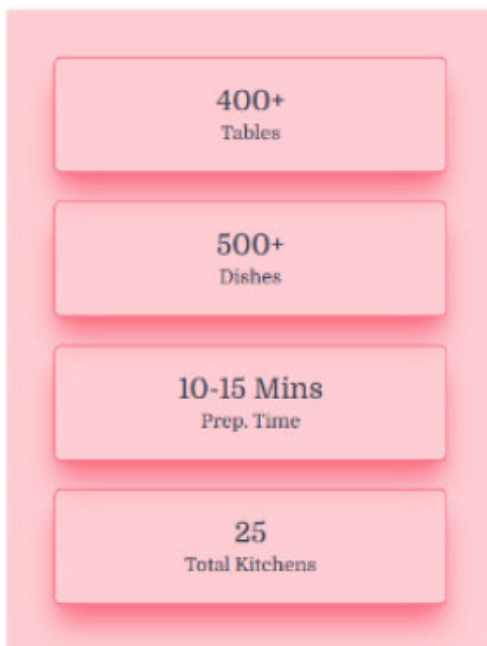 400+
Tables
500+
Dishes
10-15 Mins
Prep. Time
25
Total Kitchens